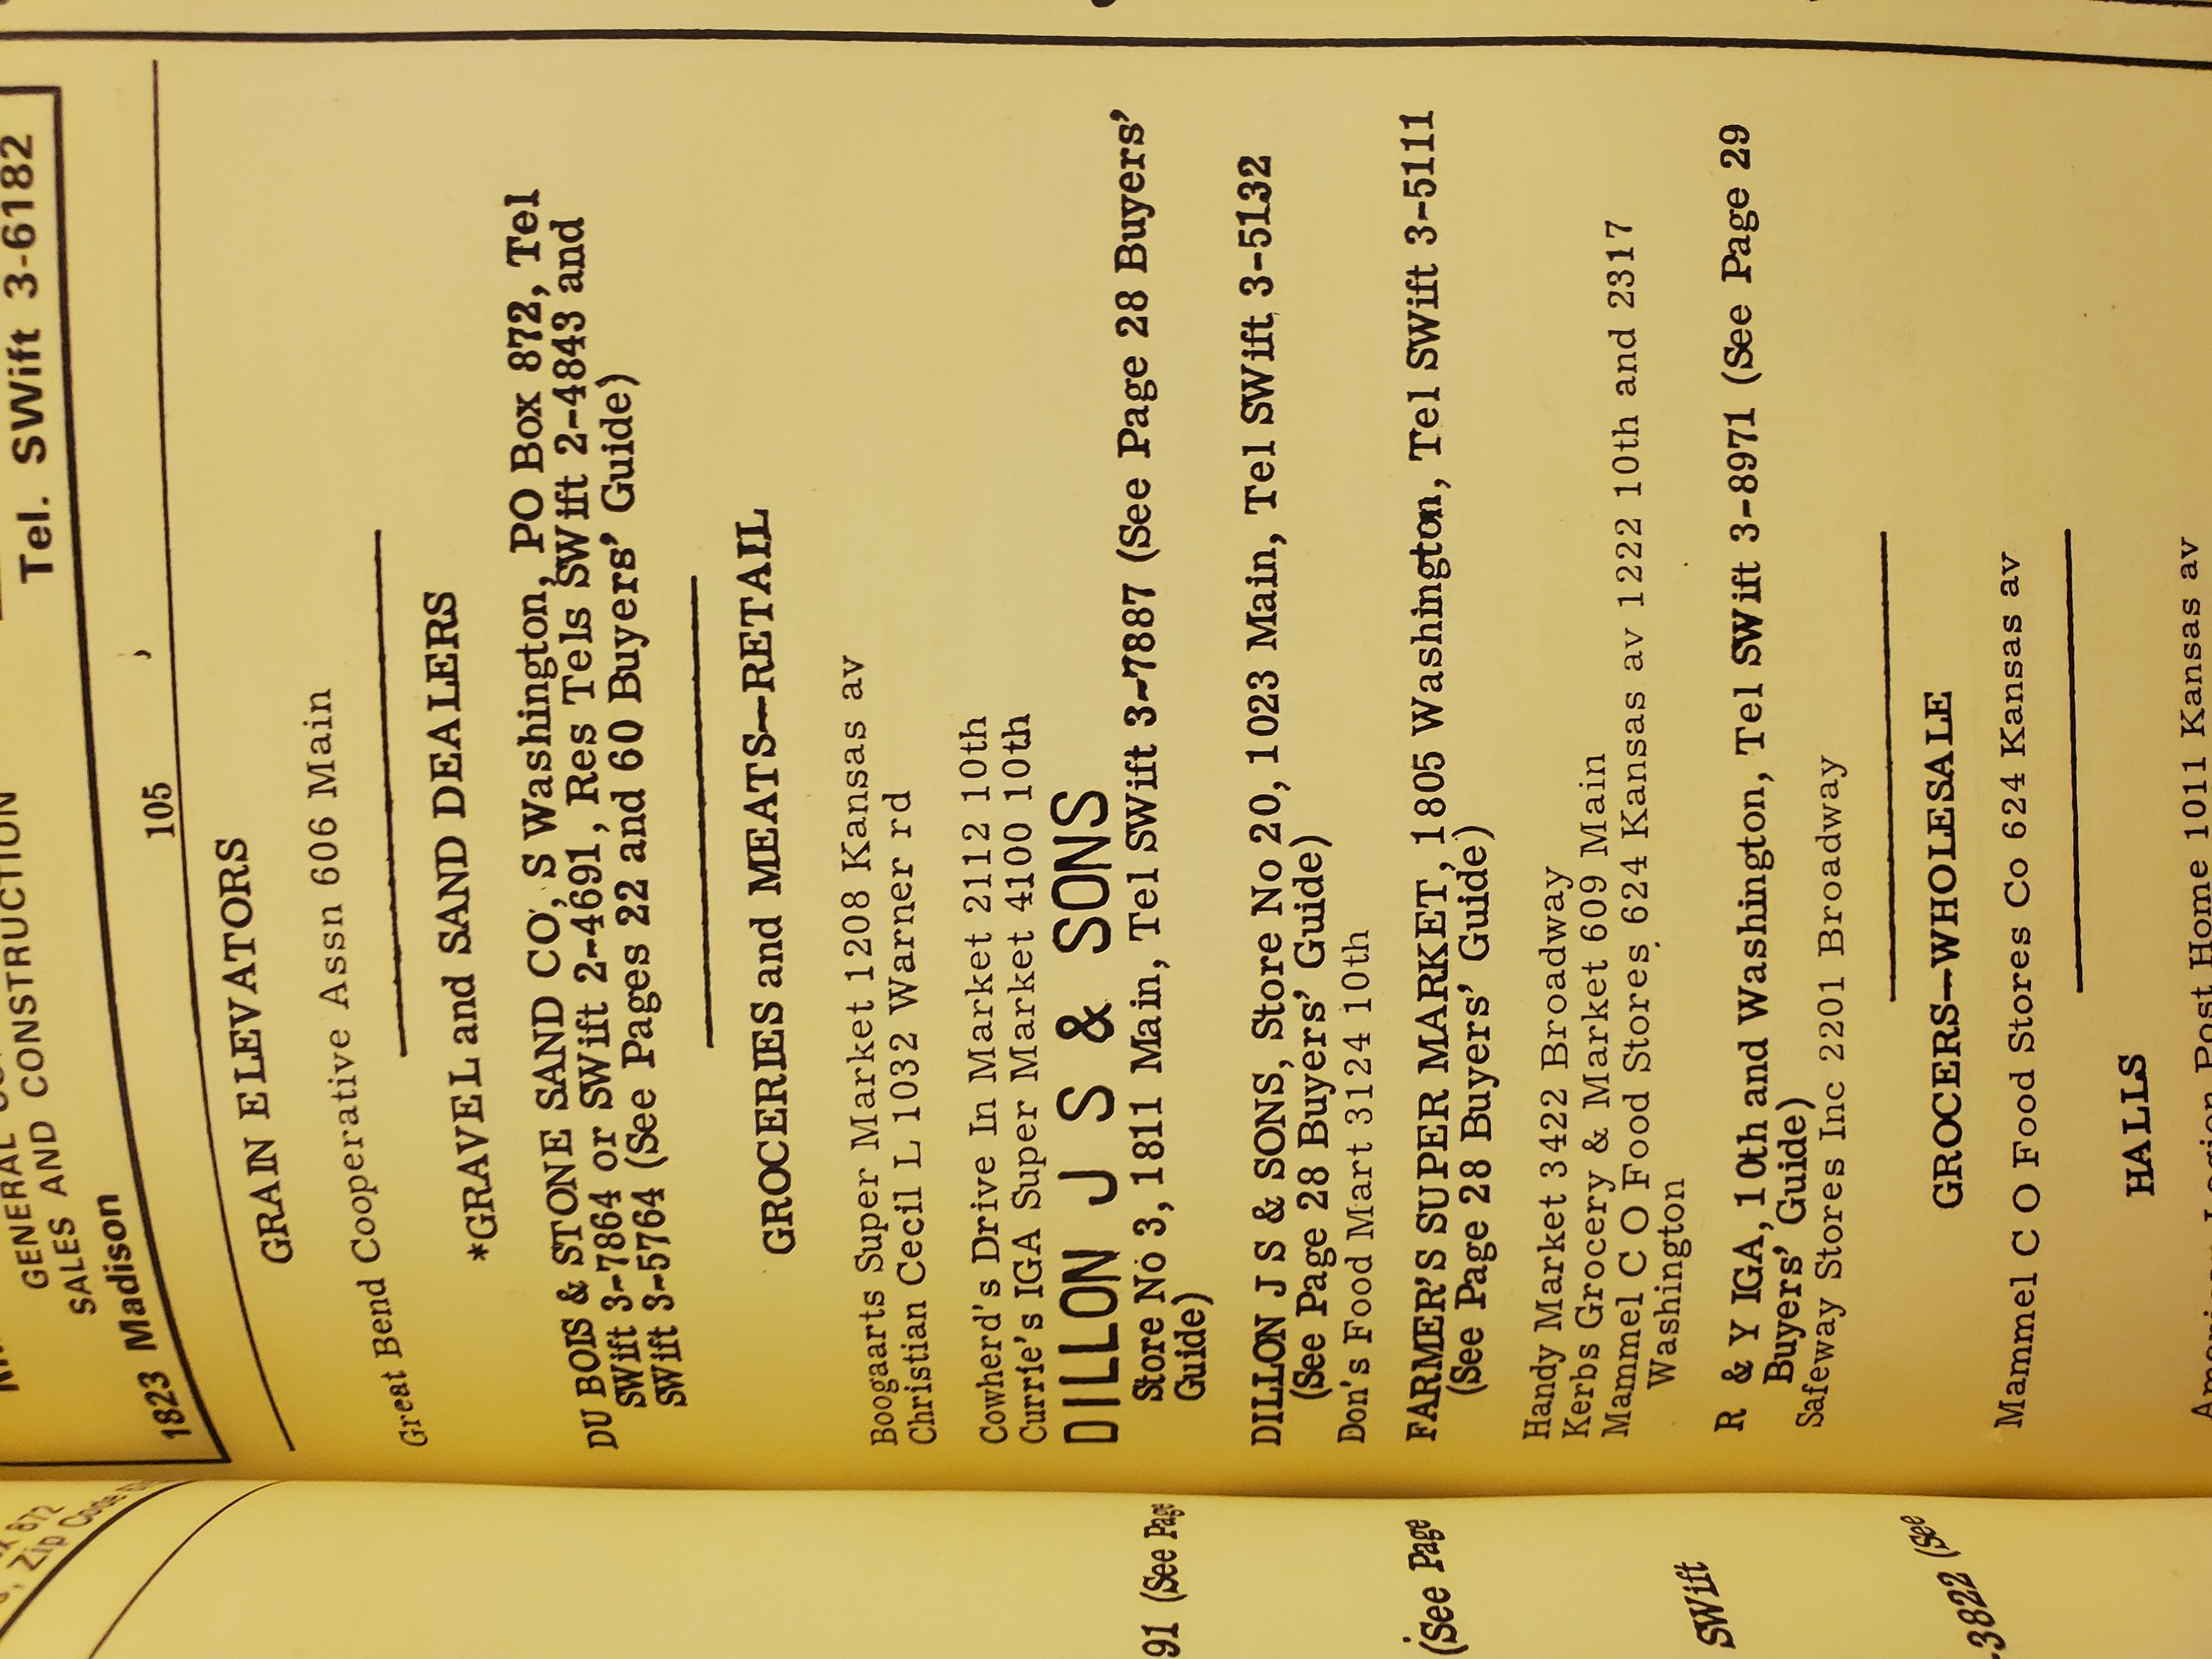 GENERAL
SALES AND CONSTRUCTION
1823 Madison
Tel. SWift 3-6182
105
GRAIN ELEVATORS
Great Bend Cooperative Assn 606 Main
*GRAVEL and SAND DEALERS
DU BOIS & STONE SAND CO, S Washington, PO Box 872, Tel
SWift 3-7864 or SWift 2-4691, Res Tels SWift 2-4843 and
SWift 3-5764 (See Pages 22 and 60 Buyers' Guide)
GROCERIES and MEATS—RETAIL
Boogaarts Super Market 1208 Kansas av
Christian Cecil L 1032 Warner rd
Cowherd's Drive In Market 2112 10th
Currie's IGA Super Market 4100 10th
DILLON J S & SONS
Store No 3, 1811 Main, Tel SWift 3-7887 (See Page 28 Buyers'
Guide)
DILLON J S & SONS, Store No 20, 1023 Main, Tel SWift 3-5132
(See Page 28 Buyers' Guide)
Don's Food Mart 3124 10th
FARMER'S SUPER MARKET, 1805 Washington, Tel SWift 3-5111
(See Page 28 Buyers' Guide)
Handy Market 3422 Broadway
Kerbs Grocery & Market 609 Main
Mammel C O Food Stores 624 Kansas av 1222 10th and 2317
Washington
R & Y IGA, 10th and Washington, Tel SWift 3-8971 (See Page 29
Buyers' Guide)
Safeway Stores Inc 2201 Broadway
GROCERS—WHOLESALE
Mammel C O Food Stores Co 624 Kansas av
HALLS
American Legion Post Home 1011 Kansas av
872
Zip Code
91 (See Page
(See Page
SWift
-3822 (See